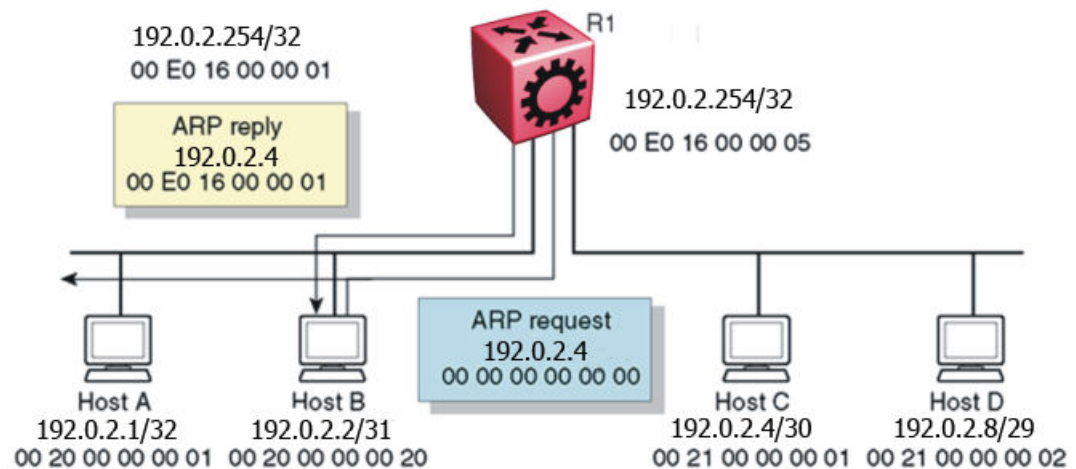 192.0.2.254/32
00 E0 16 00 00 01
R1
192.0.2.254/32
00 E0 16 00 00 05
ARP reply
192.0.2.4
00 E0 16 00 00 01
ARP request
192.0.2.4
00 00 00 00 00 00
Host A
192.0.2.1/32
00 20 00 00 00 01
Host B
192.0.2.2/31
00 20 00 00 00 20
Host C
192.0.2.4/30
00 21 00 00 00 01
Host D
192.0.2.8/29
00 21 00 00 00 02